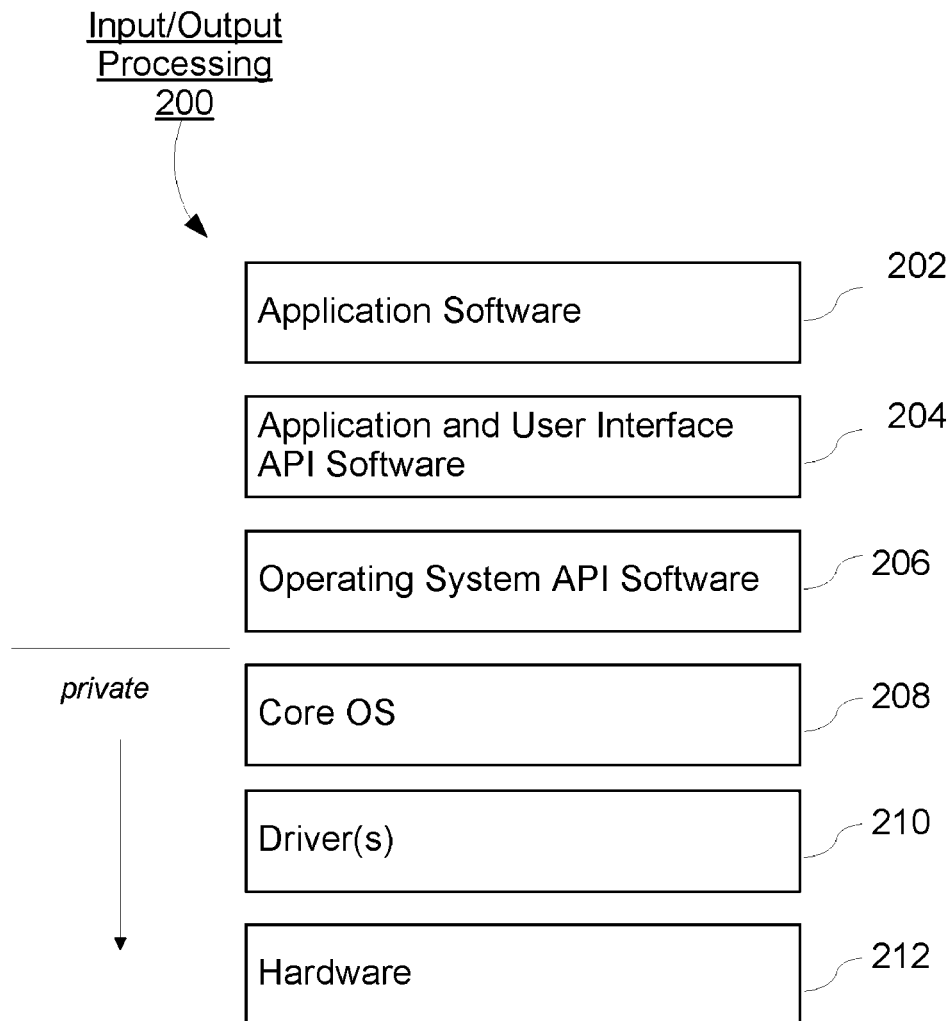 Input/Output
Processing
200
202
Application Software
204
Application and User Interface
API Software
206
Operating System API Software
private
208
Core OS
210
Driver(s)
212
Hardware